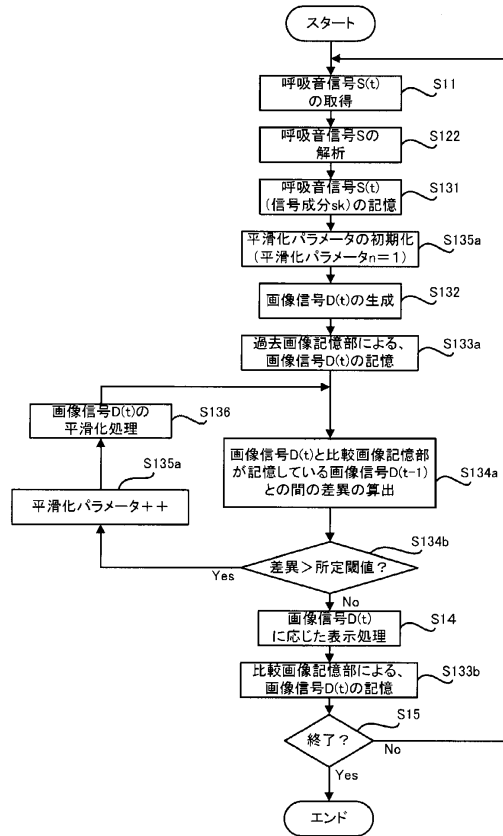 スタート
呼吸音信号S(t)
の取得
S11
呼吸音信号Sの
解析
S122
呼吸音信号S(t)
(信号成分sk)の記憶
S131
平滑化パラメータの初期化
(平滑化パラメータn=1)
S135a
画像信号D(t)の生成
S132
過去画像記憶部による、
画像信号D(t)の記憶
S133a
画像信号D(t)の
平滑化処理
S136
平滑化パラメータ++
S135a
画像信号D(t)と比較画像記憶部
が記憶している画像信号D(t-1)
との間の差異の算出
S134a
差異>所定閾値?
S134b
Yes
No
画像信号D(t)
に応じた表示処理
S14
比較画像記憶部による、
画像信号D(t)の記憶
S133b
終了?
S15
No
Yes
エンド